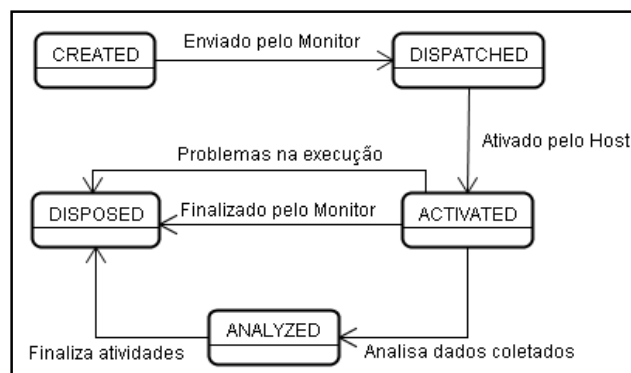 Enviado pelo Monitor
CREATED
DISPATCHED
Ativado pelo Host
Problemas na execução
DISPOSED
Finalizado pelo Monitor
ACTIVATED
ANALYZED
Finaliza atividades
Analisa dados coletados